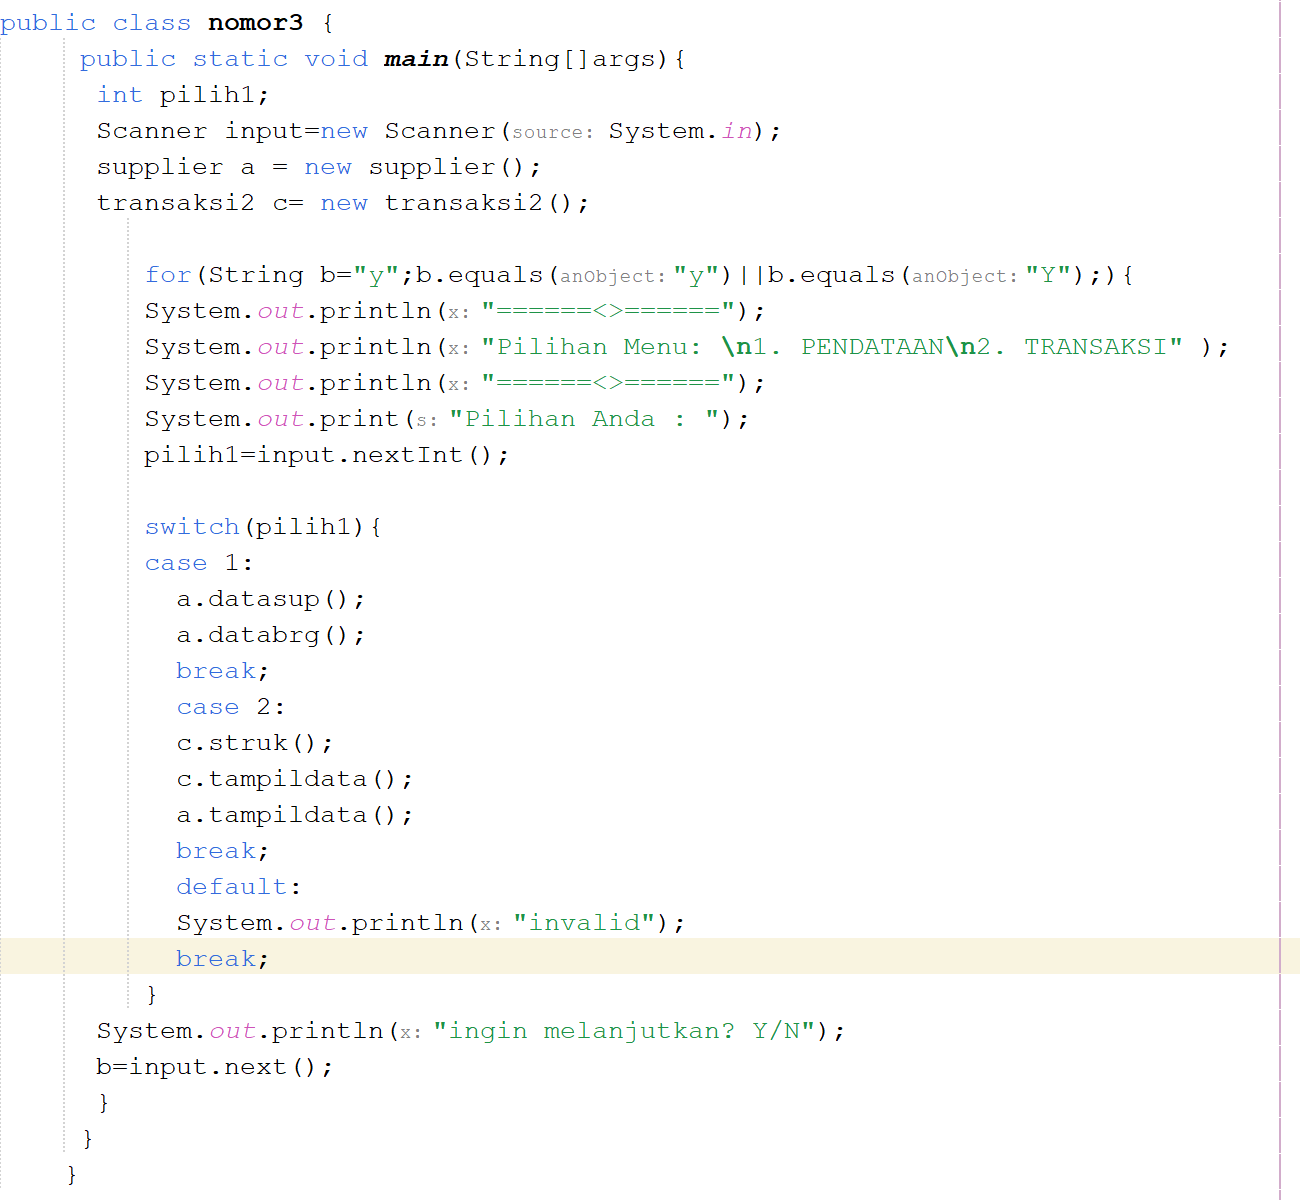 public class nomor3 {
public static void main(String[]args){
int pilih1;
Scanner input=new Scanner(source: System.in);
supplier a = new supplier();
transaksi2 c= new transaksi2();
for(String b="y";b.equals(anObject: "y")||b.equals(anObject: "Y");){
System.out.println(x: "======<>======");
System.out.println(x: "Pilihan Menu: \n1. PENDATAAN\n2. TRANSAKSI" );
System.out.println(x: "======<>======");
System.out.print(s: "Pilihan Anda : ");
pilih1=input.nextInt();
switch(pilih1){
case 1:
a.datasup();
a.databrg();
break;
case 2:
c.struk();
c.tampildata();
a.tampildata();
break;
default:
System.out.println(x: "invalid");
break;
}
System.out.println(x: "ingin melanjutkan? Y/N");
b=input.next();
}
}
}